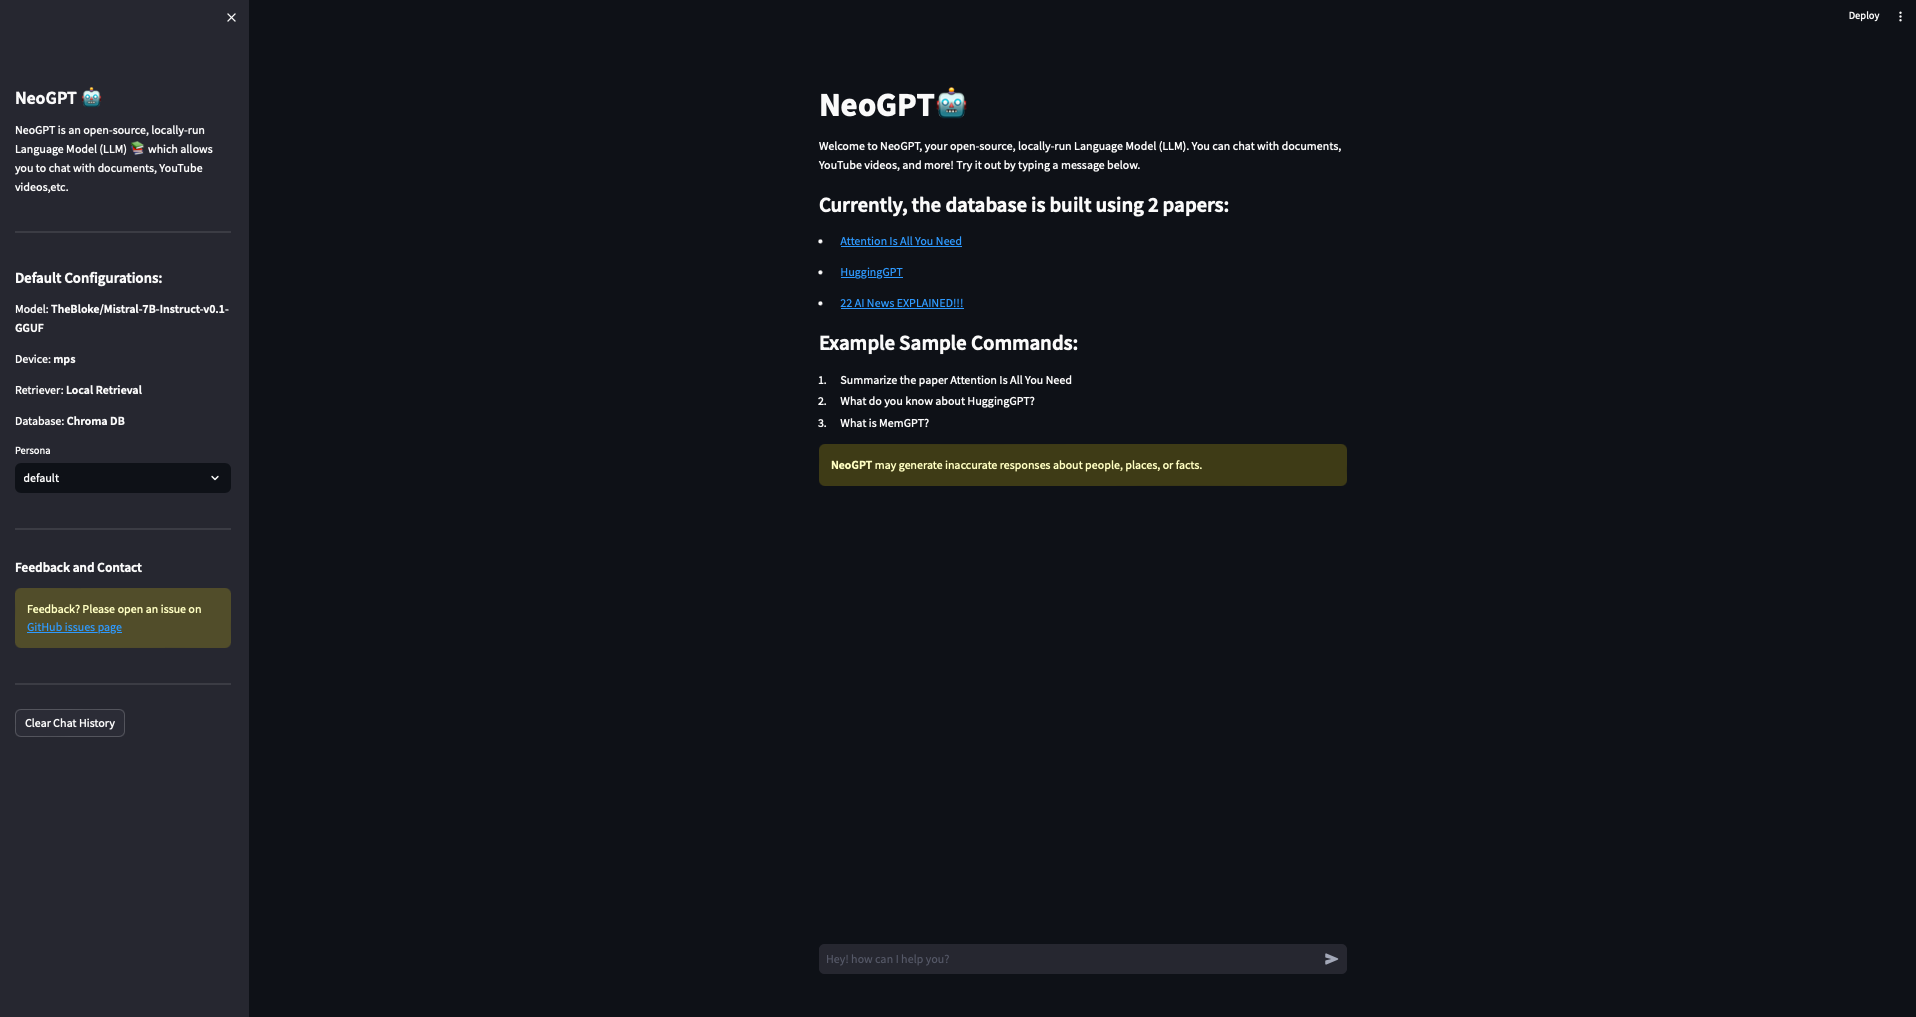 NeoGPT 🤖
NeoGPT is an open-source, locally-run
Language Model (LLM) 📚 which allows
you to chat with documents, YouTube
videos,etc.
Default Configurations:
Model: TheBloke/Mistral-7B-Instruct-v0.1-
GGUF
Device: mps
Retriever: Local Retrieval
Database: Chroma DB
Persona
default
Feedback and Contact
Feedback? Please open an issue on
GitHub issues page
Clear Chat History
Deploy
NeoGPT🤖
Welcome to NeoGPT, your open-source, locally-run Language Model (LLM). You can chat with documents,
YouTube videos, and more! Try it out by typing a message below.
Currently, the database is built using 2 papers:
• Attention Is All You Need
• HuggingGPT
• 22 AI News EXPLAINED!!!
Example Sample Commands:
1. Summarize the paper Attention Is All You Need
2. What do you know about HuggingGPT?
3. What is MemGPT?
NeoGPT may generate inaccurate responses about people, places, or facts.
Hey! how can I help you?